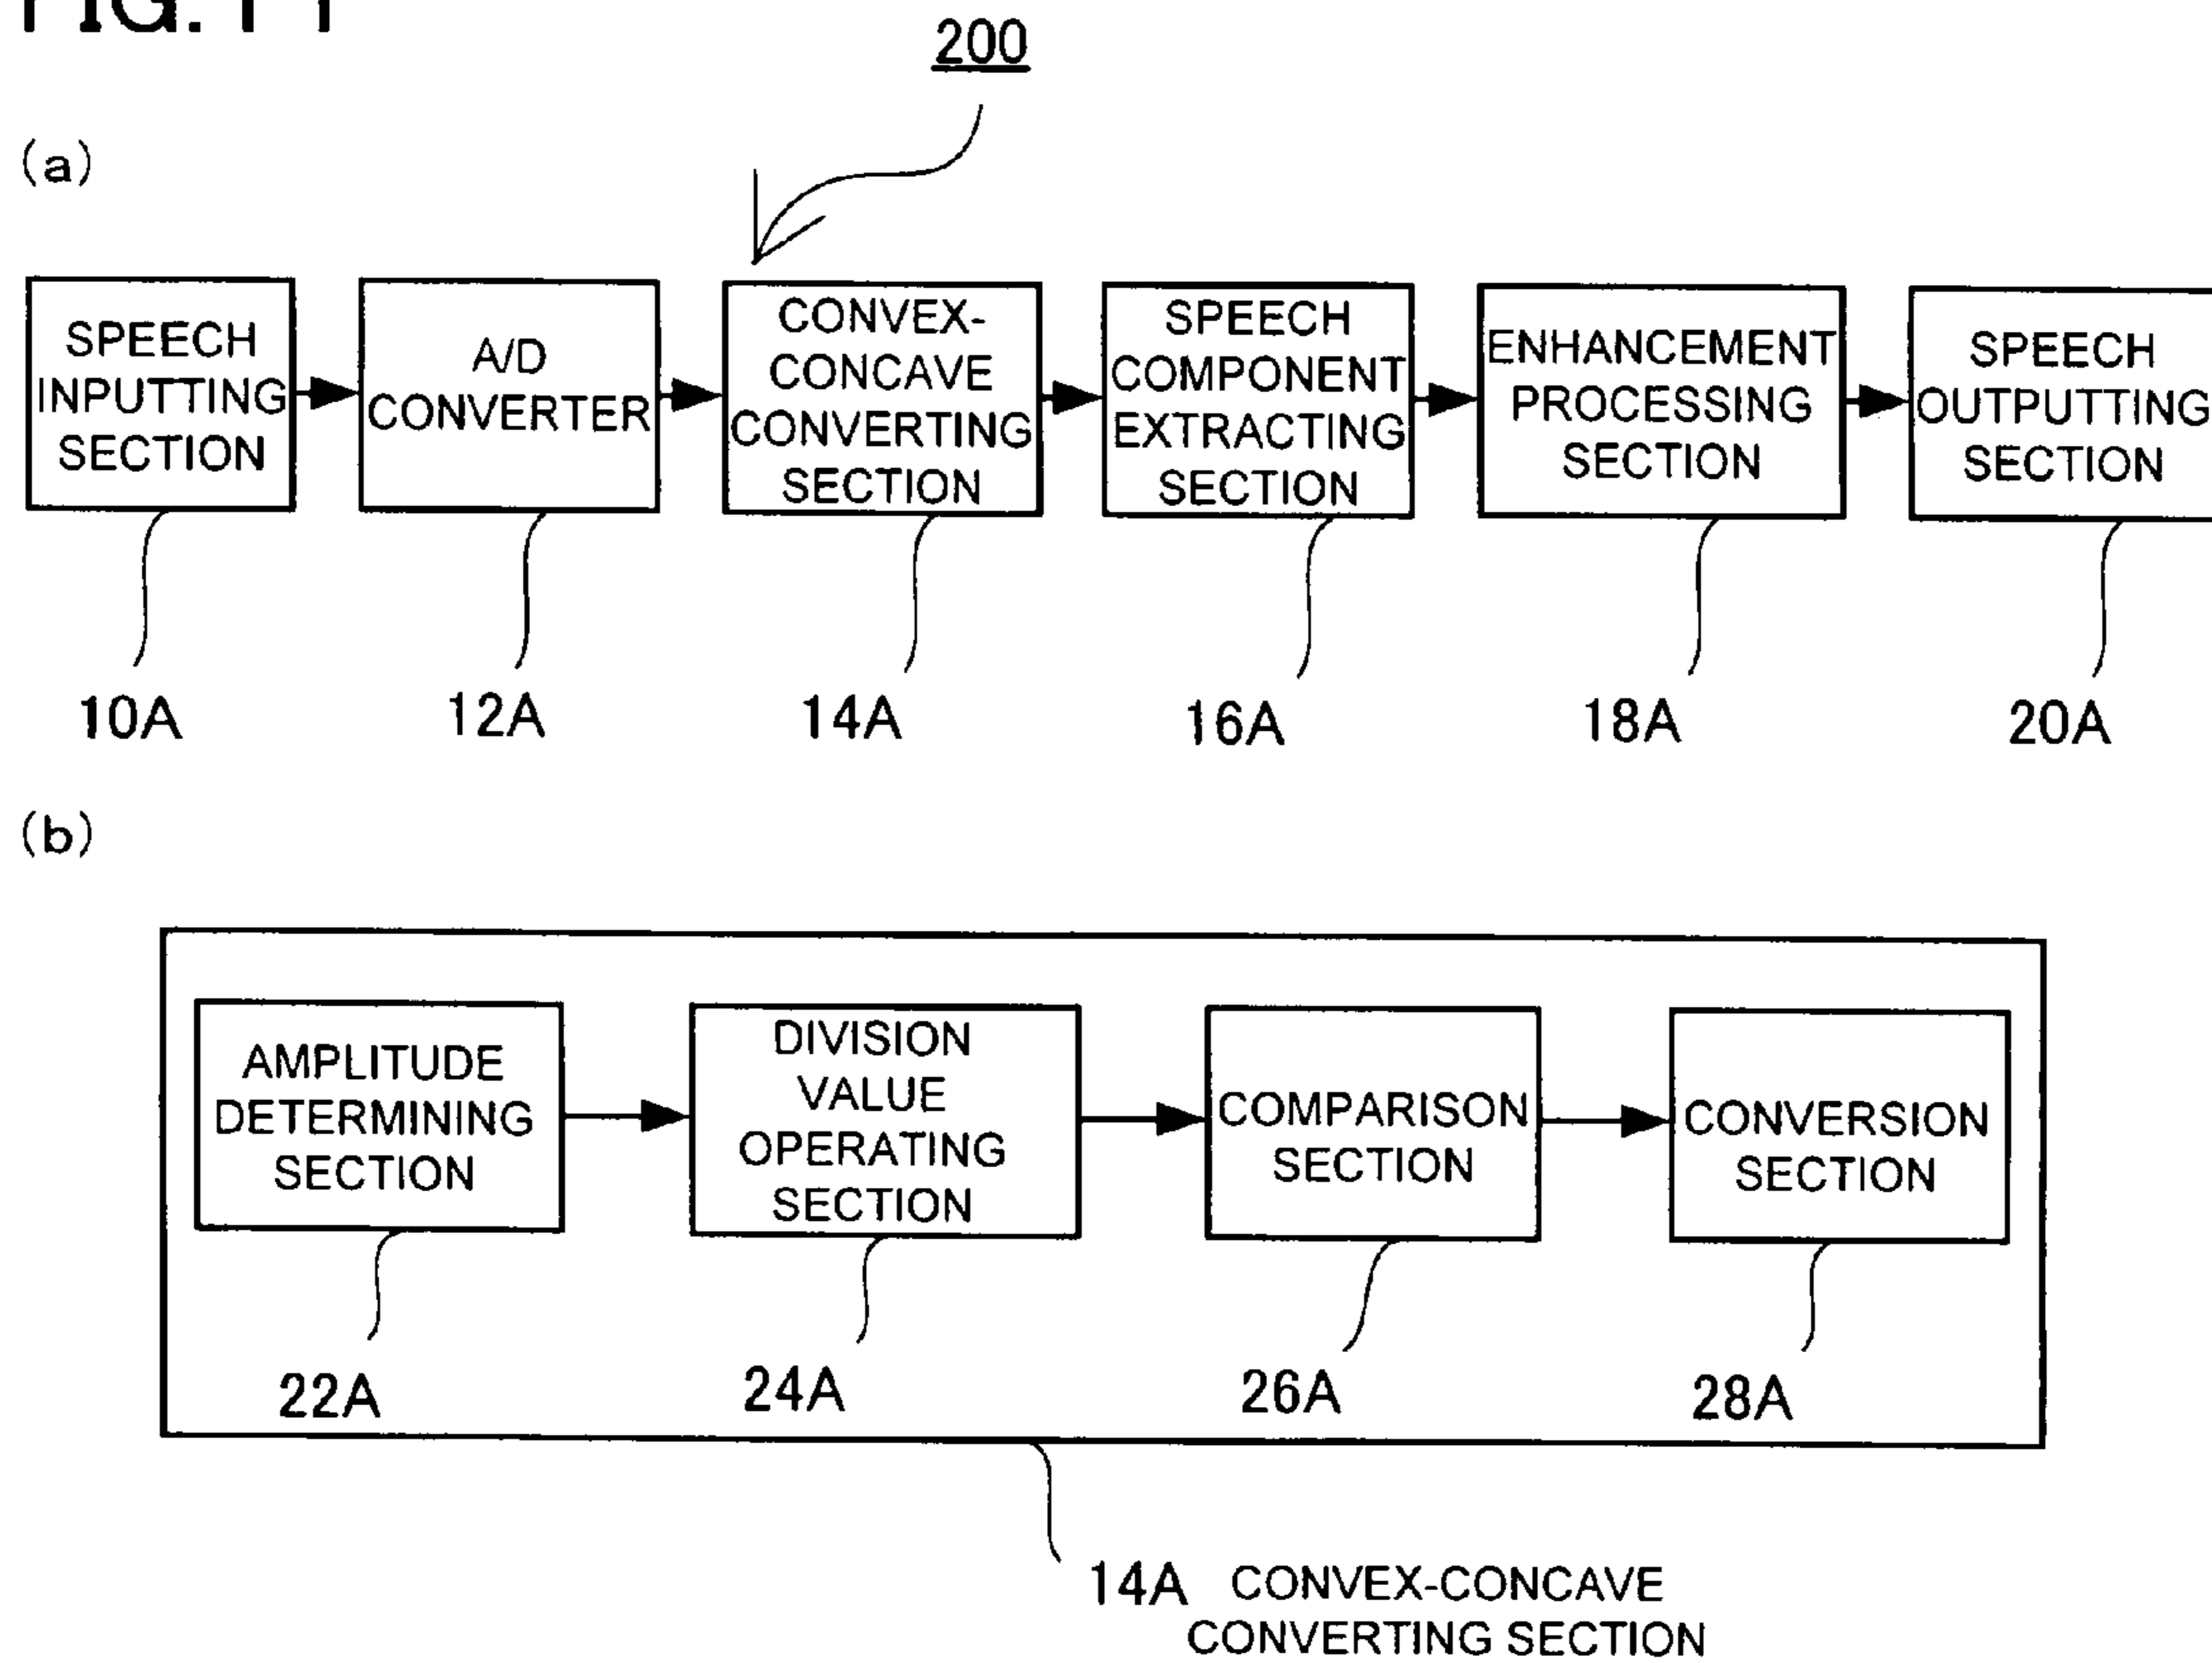 FIG. 11
200
(a)
SPEECH
INPUTTING
SECTION
A/D
CONVERTER
CONVEX-
CONCAVE
CONVERTING
SECTION
SPEECH
COMPONENT
EXTRACTING
SECTION
ENHANCEMENT
PROCESSING
SECTION
SPEECH
OUTPUTTING
SECTION
10A
12A
14A
16A
18A
20A
(b)
AMPLITUDE
DETERMINING
SECTION
DIVISION
VALUE
OPERATING
SECTION
COMPARISON
SECTION
CONVERSION
SECTION
22A
24A
26A
28A
14A CONVEX-CONCAVE
CONVERTING SECTION